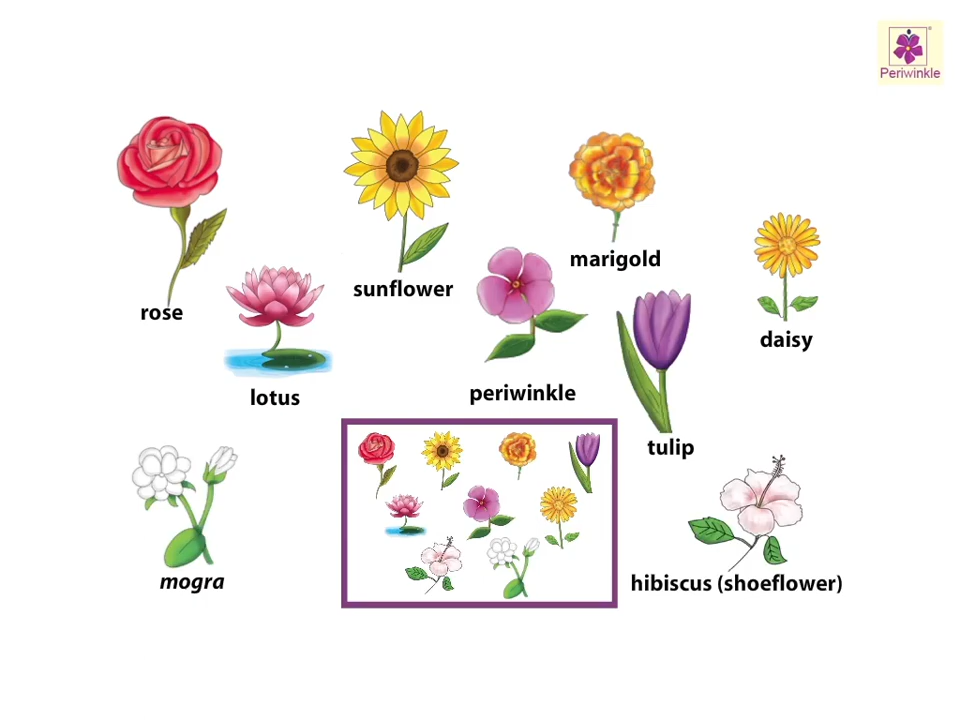 Periwinkle
marigold
sunflower
rose
daisy
periwinkle
lotus
tulip
mogra
hibiscus (shoeflower)